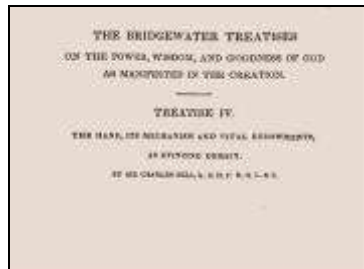 THE BRIDGEWATER TREATISES
ON THE POWER, WISDOM, AND GOODNESS OF GOD
AS MANIFESTED IN THE CREATION.
TREATISE IV.
THE HAND, ITS MECHANISM AND VITAL ENDOWMENTS,
AS EVINCING DESIGN.
BY SIR CHARLES BELL, K.